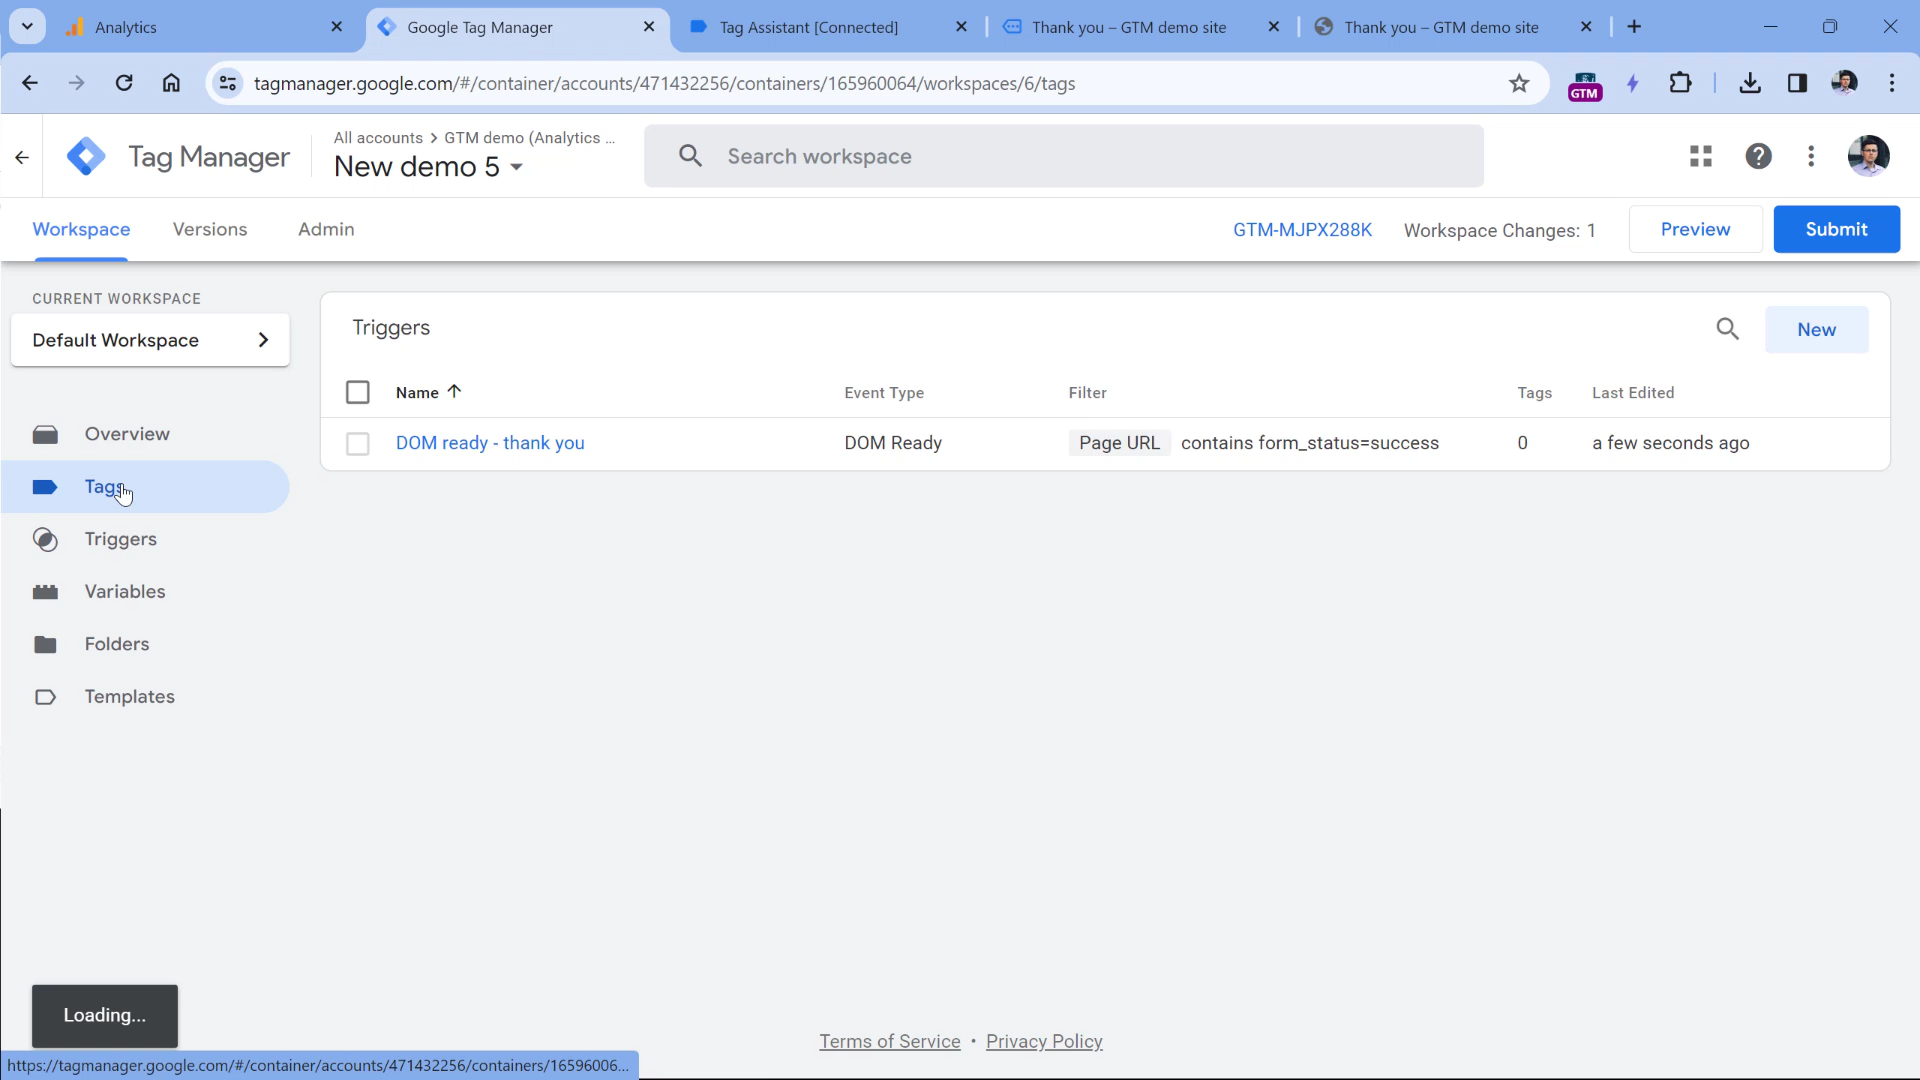 Analytics
Google Tag Manager
Tag Assistant [Connected]
Thank you – GTM demo site
Thank you – GTM demo site
tagmanager.google.com/#/container/accounts/471432256/containers/165960064/workspaces/6/tags
GTM
Tag Manager
All accounts > GTM demo (Analytics ...
New demo 5
Search workspace
Workspace
Versions
Admin
GTM-MJPX288K
Workspace Changes: 1
Preview
Submit
CURRENT WORKSPACE
Default Workspace
Overview
Tags
Triggers
Variables
Folders
Templates
Triggers
New
Name
Event Type
Filter
Tags
Last Edited
DOM ready - thank you
DOM Ready
Page URL contains form_status=success
0
a few seconds ago
Loading...
Terms of Service • Privacy Policy
https://tagmanager.google.com/#/container/accounts/471432256/containers/16596006...